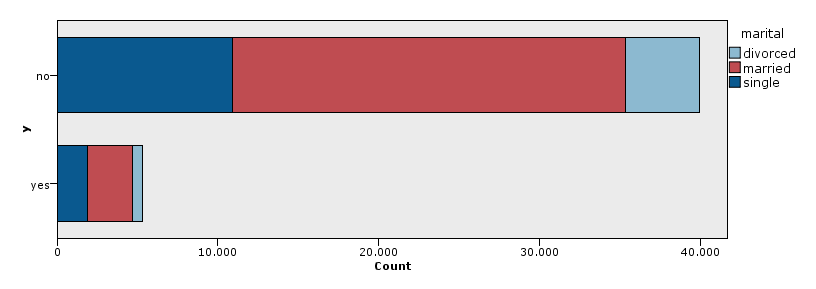 marital
divorced
married
single
no
yes
y
0
10.000
20.000
30.000
40.000
Count